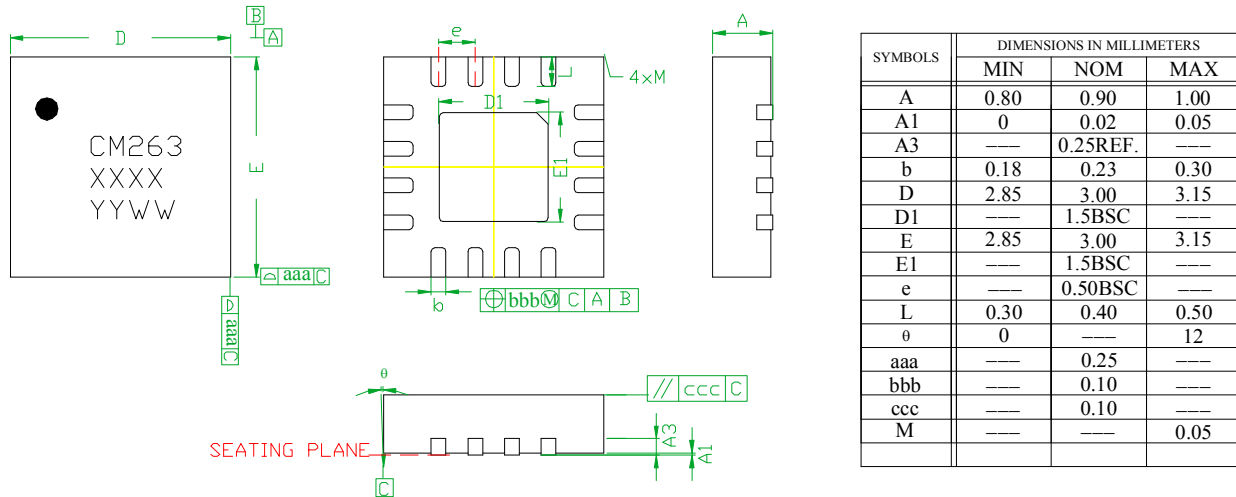 B
D
A
CM263
XXXX
YYWW
E
⌓ aaa C
⌓ aaa C
e
L
4xM
D1
E1
b
⌖ bbbⓂ C A B
A
θ
// ccc C
A3
A1
SEATING PLANE
C
SYMBOLS DIMENSIONS IN MILLIMETERS
MIN NOM MAX
A 0.80 0.90 1.00
A1 0 0.02 0.05
A3 --- 0.25REF. ---
b 0.18 0.23 0.30
D 2.85 3.00 3.15
D1 --- 1.5BSC ---
E 2.85 3.00 3.15
E1 --- 1.5BSC ---
e --- 0.50BSC ---
L 0.30 0.40 0.50
θ 0 --- 12
aaa --- 0.25 ---
bbb --- 0.10 ---
ccc --- 0.10 ---
M --- --- 0.05